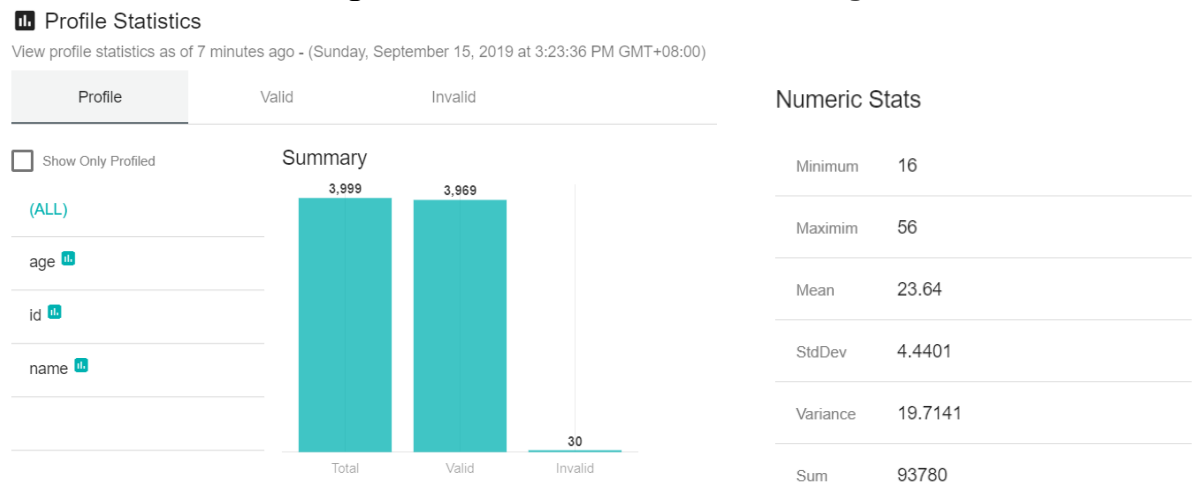 Profile Statistics
View profile statistics as of 7 minutes ago - (Sunday, September 15, 2019 at 3:23:36 PM GMT+08:00)
Profile Valid Invalid
Show Only Profiled
(ALL)
age
id
name
Summary
3,999 3,969 30
Total Valid Invalid
Numeric Stats
Minimum 16
Maximim 56
Mean 23.64
StdDev 4.4401
Variance 19.7141
Sum 93780